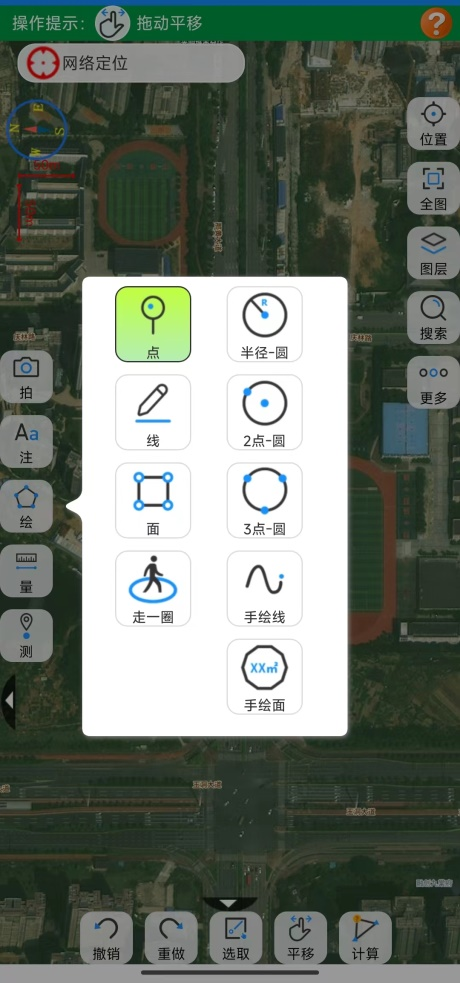 操作提示： 拖动平移
?
网络定位
N E S W
位置
全图
图层
搜索
更多
拍
Aa
注
绘
量
测
点
R
半径-圆
线
2点-圆
面
3点-圆
走一圈
手绘线
XX㎡
手绘面
撤销
重做
选取
平移
计算